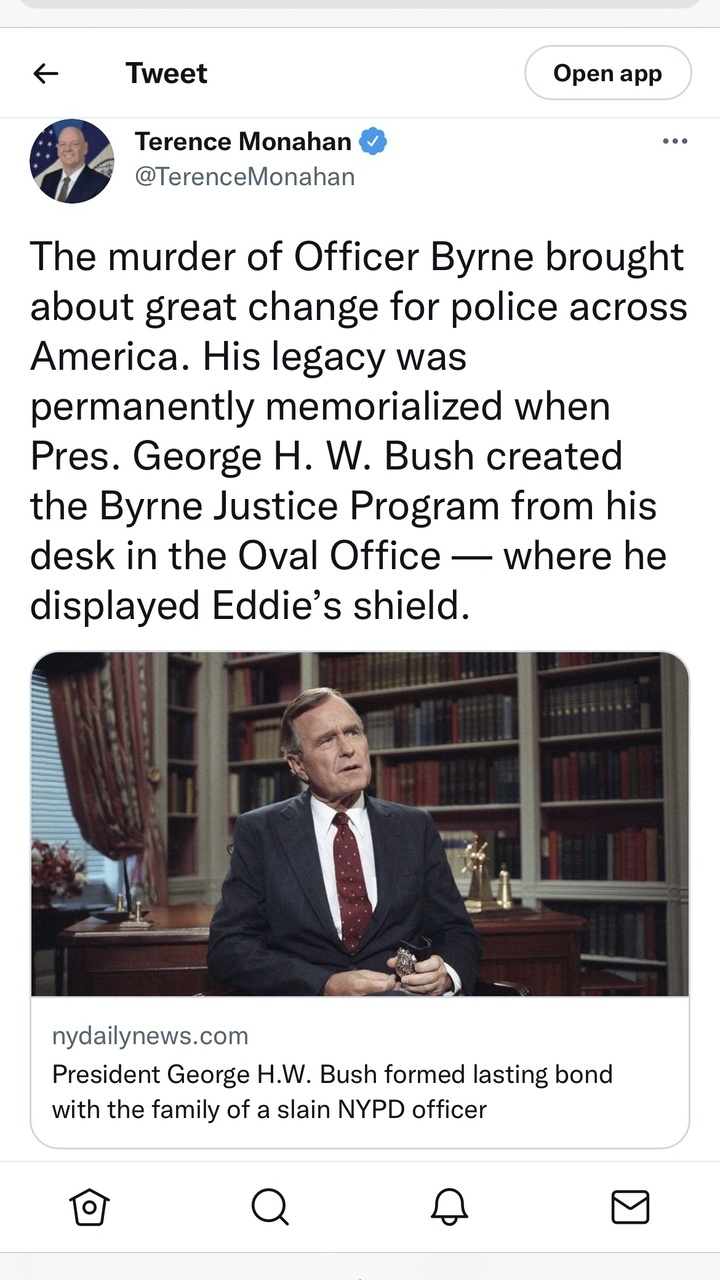 Tweet
Open app
Terence Monahan
@TerenceMonahan
The murder of Officer Byrne brought
about great change for police across
America. His legacy was
permanently memorialized when
Pres. George H. W. Bush created
the Byrne Justice Program from his
desk in the Oval Office — where he
displayed Eddie’s shield.
nydailynews.com
President George H.W. Bush formed lasting bond
with the family of a slain NYPD officer